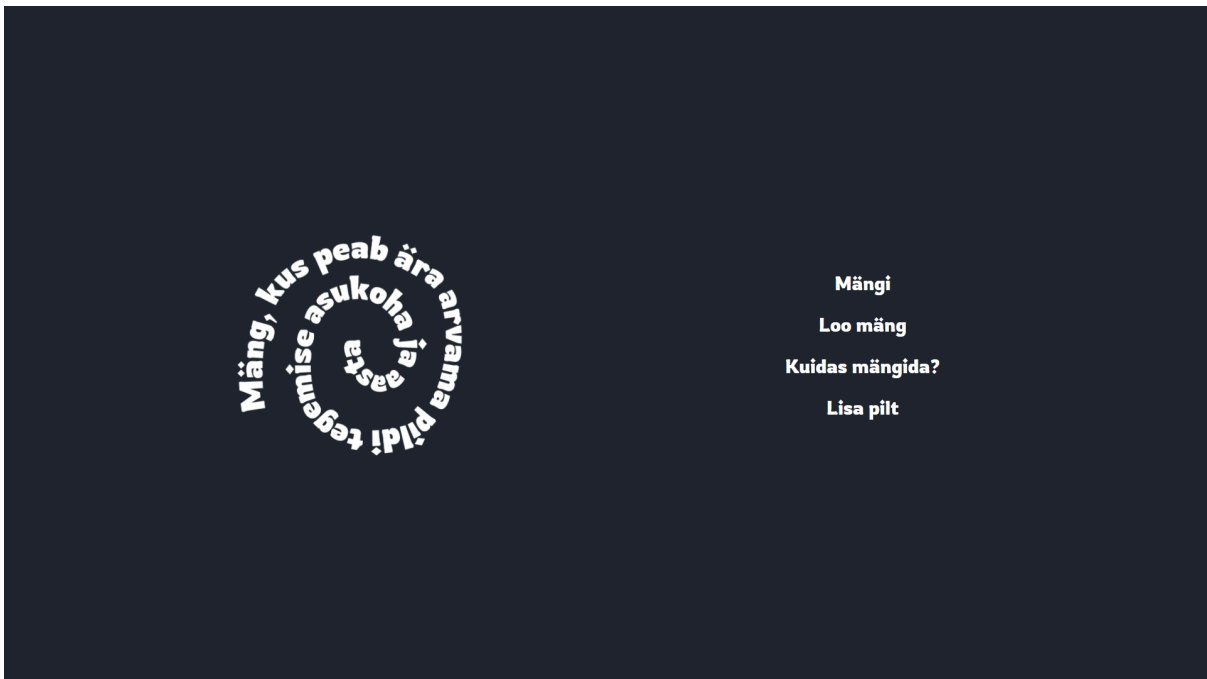 Mäng, kus peab ära arvama pildi tegemise asukoha ja aasta
Mängi
Loo mäng
Kuidas mängida?
Lisa pilt